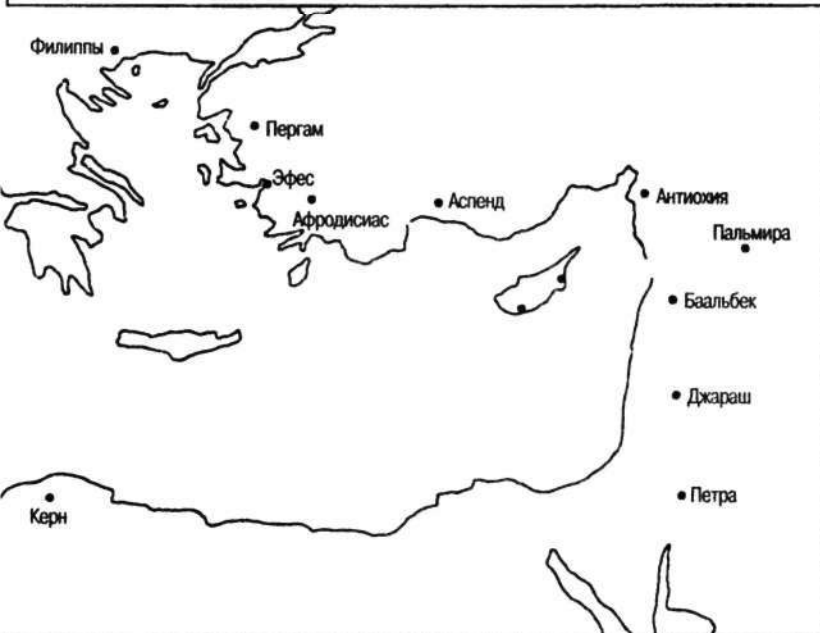 Филиппы
Пергам
Эфес
Афродисиас
Аспенд
Антиохия
Пальмира
Баальбек
Джараш
Петра
Керн